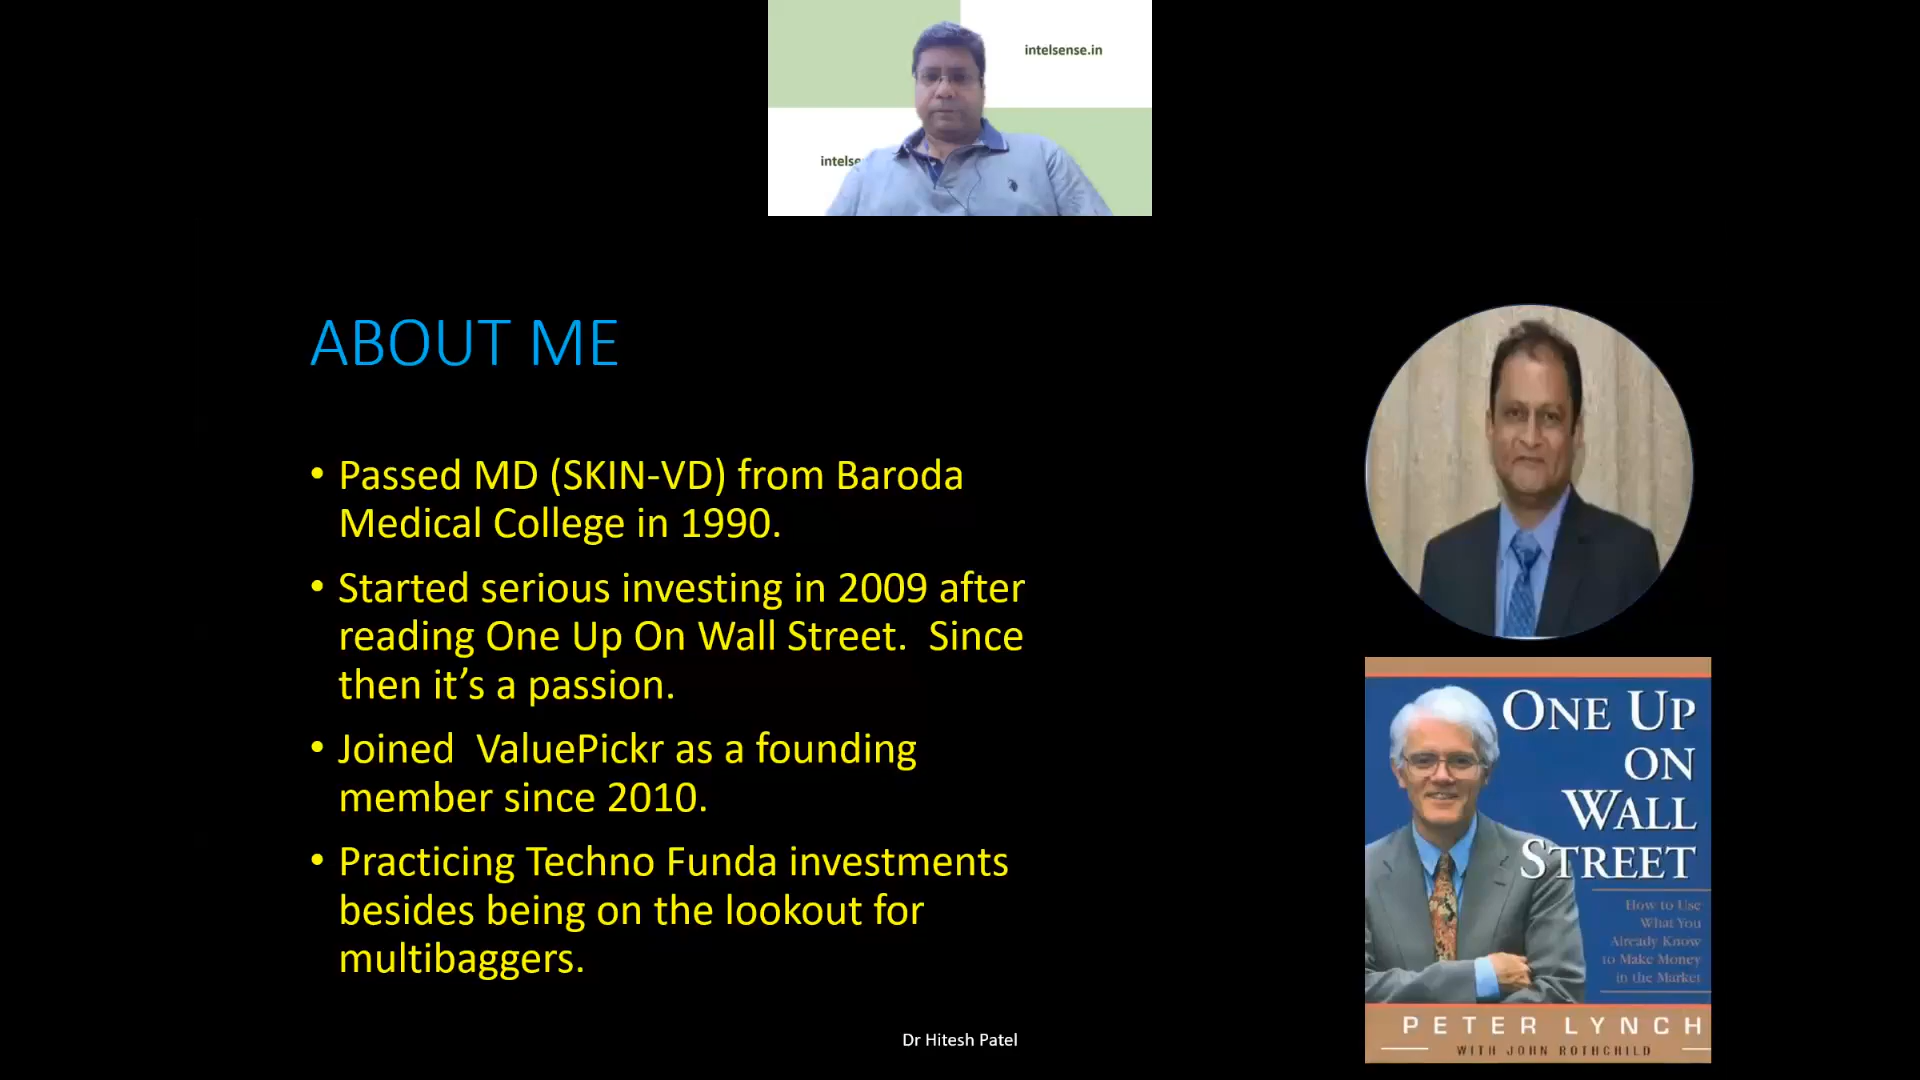 intelsense.in
intelse
ABOUT ME
• Passed MD (SKIN-VD) from Baroda
Medical College in 1990.
• Started serious investing in 2009 after
reading One Up On Wall Street.  Since
then it’s a passion.
• Joined  ValuePickr as a founding
member since 2010.
• Practicing Techno Funda investments
besides being on the lookout for
multibaggers.
ONE UP
ON
WALL
STREET
How to Use
What You
Already Know
to Make Money
in the Market
PETER LYNCH
WITH JOHN ROTHCHILD
Dr Hitesh Patel